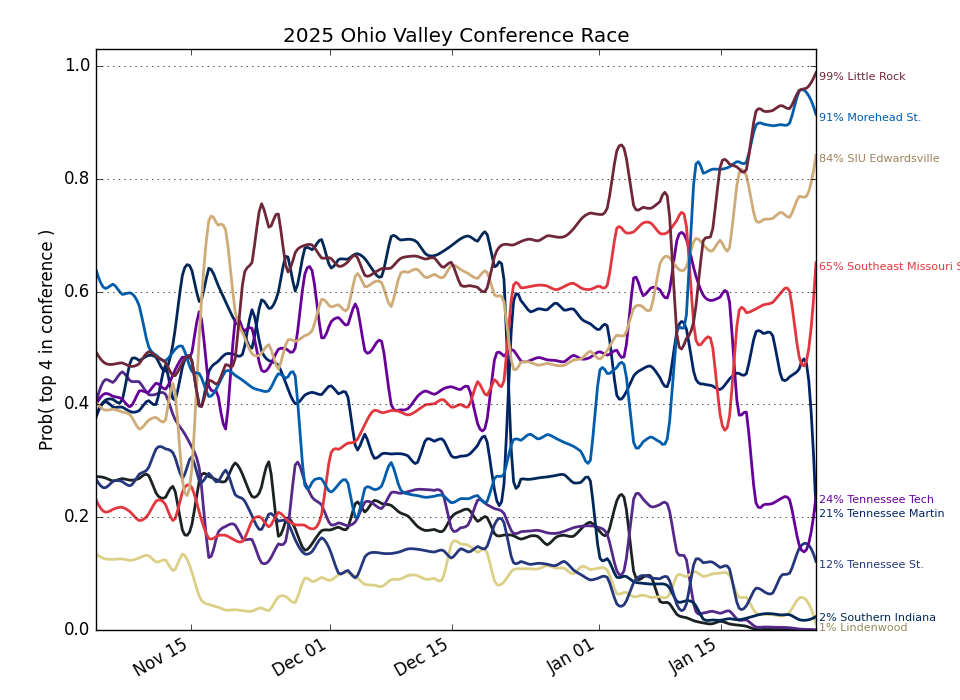 2025 Ohio Valley Conference Race
Prob( top 4 in conference )
1.0
0.8
0.6
0.4
0.2
0.0
Nov 15
Dec 01
Dec 15
Jan 01
Jan 15
99% Little Rock
91% Morehead St.
84% SIU Edwardsville
65% Southeast Missouri S
24% Tennessee Tech
21% Tennessee Martin
12% Tennessee St.
2% Southern Indiana
1% Lindenwood